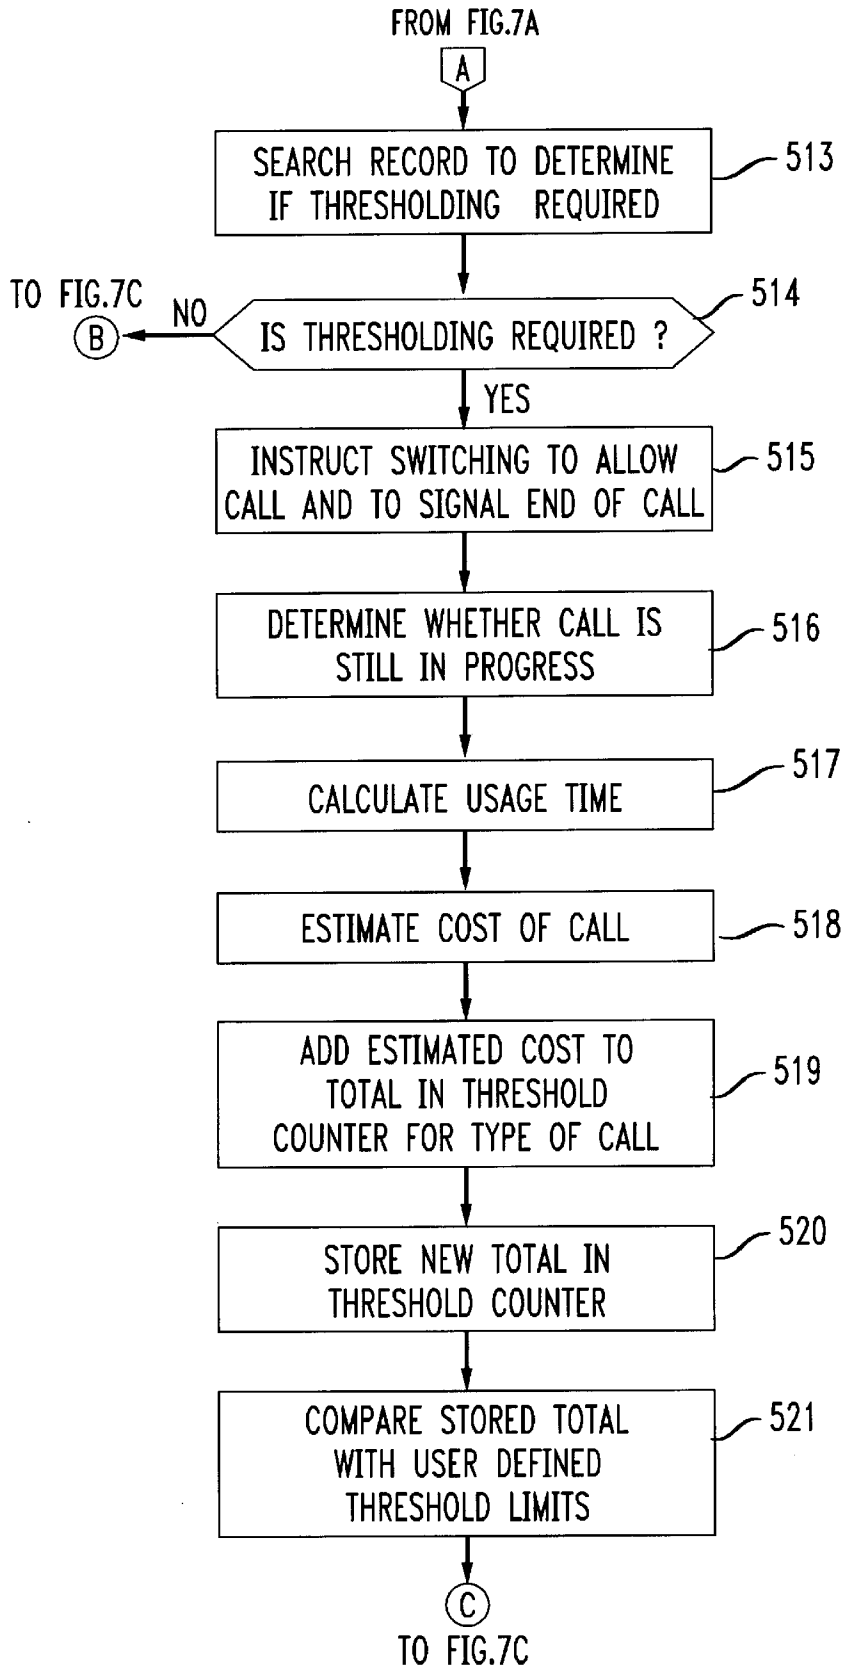 FROM FIG.7A
A
SEARCH RECORD TO DETERMINE
IF THRESHOLDING REQUIRED
513
TO FIG.7C
B
NO
IS THRESHOLDING REQUIRED ?
514
YES
INSTRUCT SWITCHING TO ALLOW
CALL AND TO SIGNAL END OF CALL
515
DETERMINE WHETHER CALL IS
STILL IN PROGRESS
516
CALCULATE USAGE TIME
517
ESTIMATE COST OF CALL
518
ADD ESTIMATED COST TO
TOTAL IN THRESHOLD
COUNTER FOR TYPE OF CALL
519
STORE NEW TOTAL IN
THRESHOLD COUNTER
520
COMPARE STORED TOTAL
WITH USER DEFINED
THRESHOLD LIMITS
521
C
TO FIG.7C